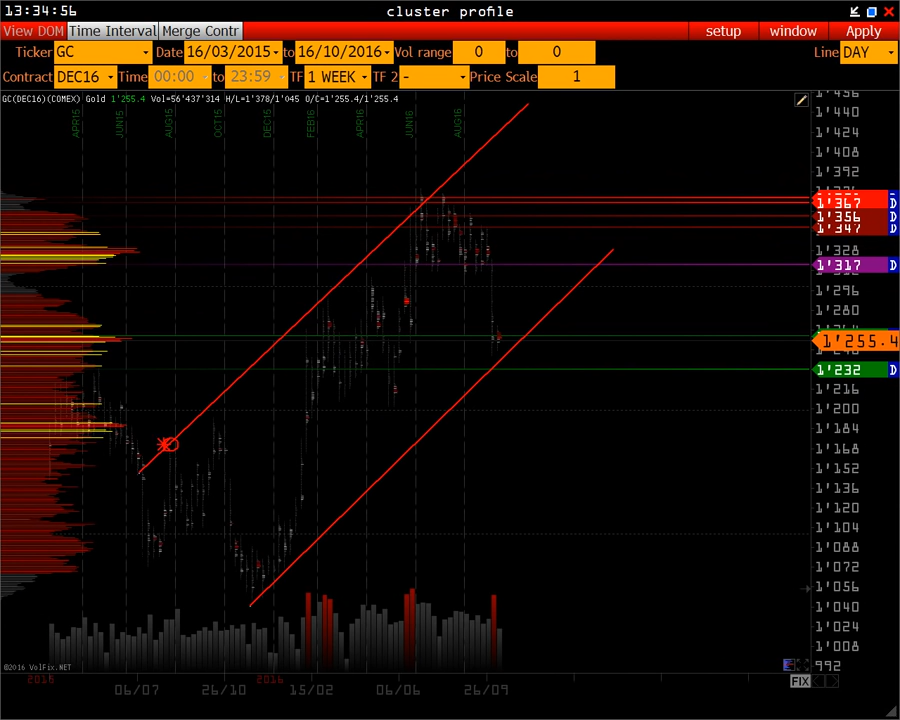 13:34:56 cluster profile
View DOM Time Interval Merge Contr setup window Apply
Ticker GC Date 16/03/2015 to 16/10/2016 Vol range 0 to 0 Line DAY
Contract DEC16 Time 00:00 to 23:59 TF 1 WEEK TF 2 - Price Scale 1
GC(DEC16)(COMEX) Gold 1'255.4 Vol=56'437'314 H/L=1'378/1'045 O/C=1'255.4/1'255.4
APR15 JUN15 AUG15 OCT15 DEC15 FEB16 APR16 JUN16 AUG16
1'456
1'440
1'424
1'408
1'392
1'367 D
1'356 D
1'347 D
1'328
1'317 D
1'296
1'280
1'255.4
1'232 D
1'216
1'200
1'184
1'168
1'152
1'136
1'120
1'104
1'088
1'072
1'056
1'040
1'024
1'008
992
©2016 VolFix.NET
2015 2016 FIX
06/07 26/10 15/02 06/06 26/09